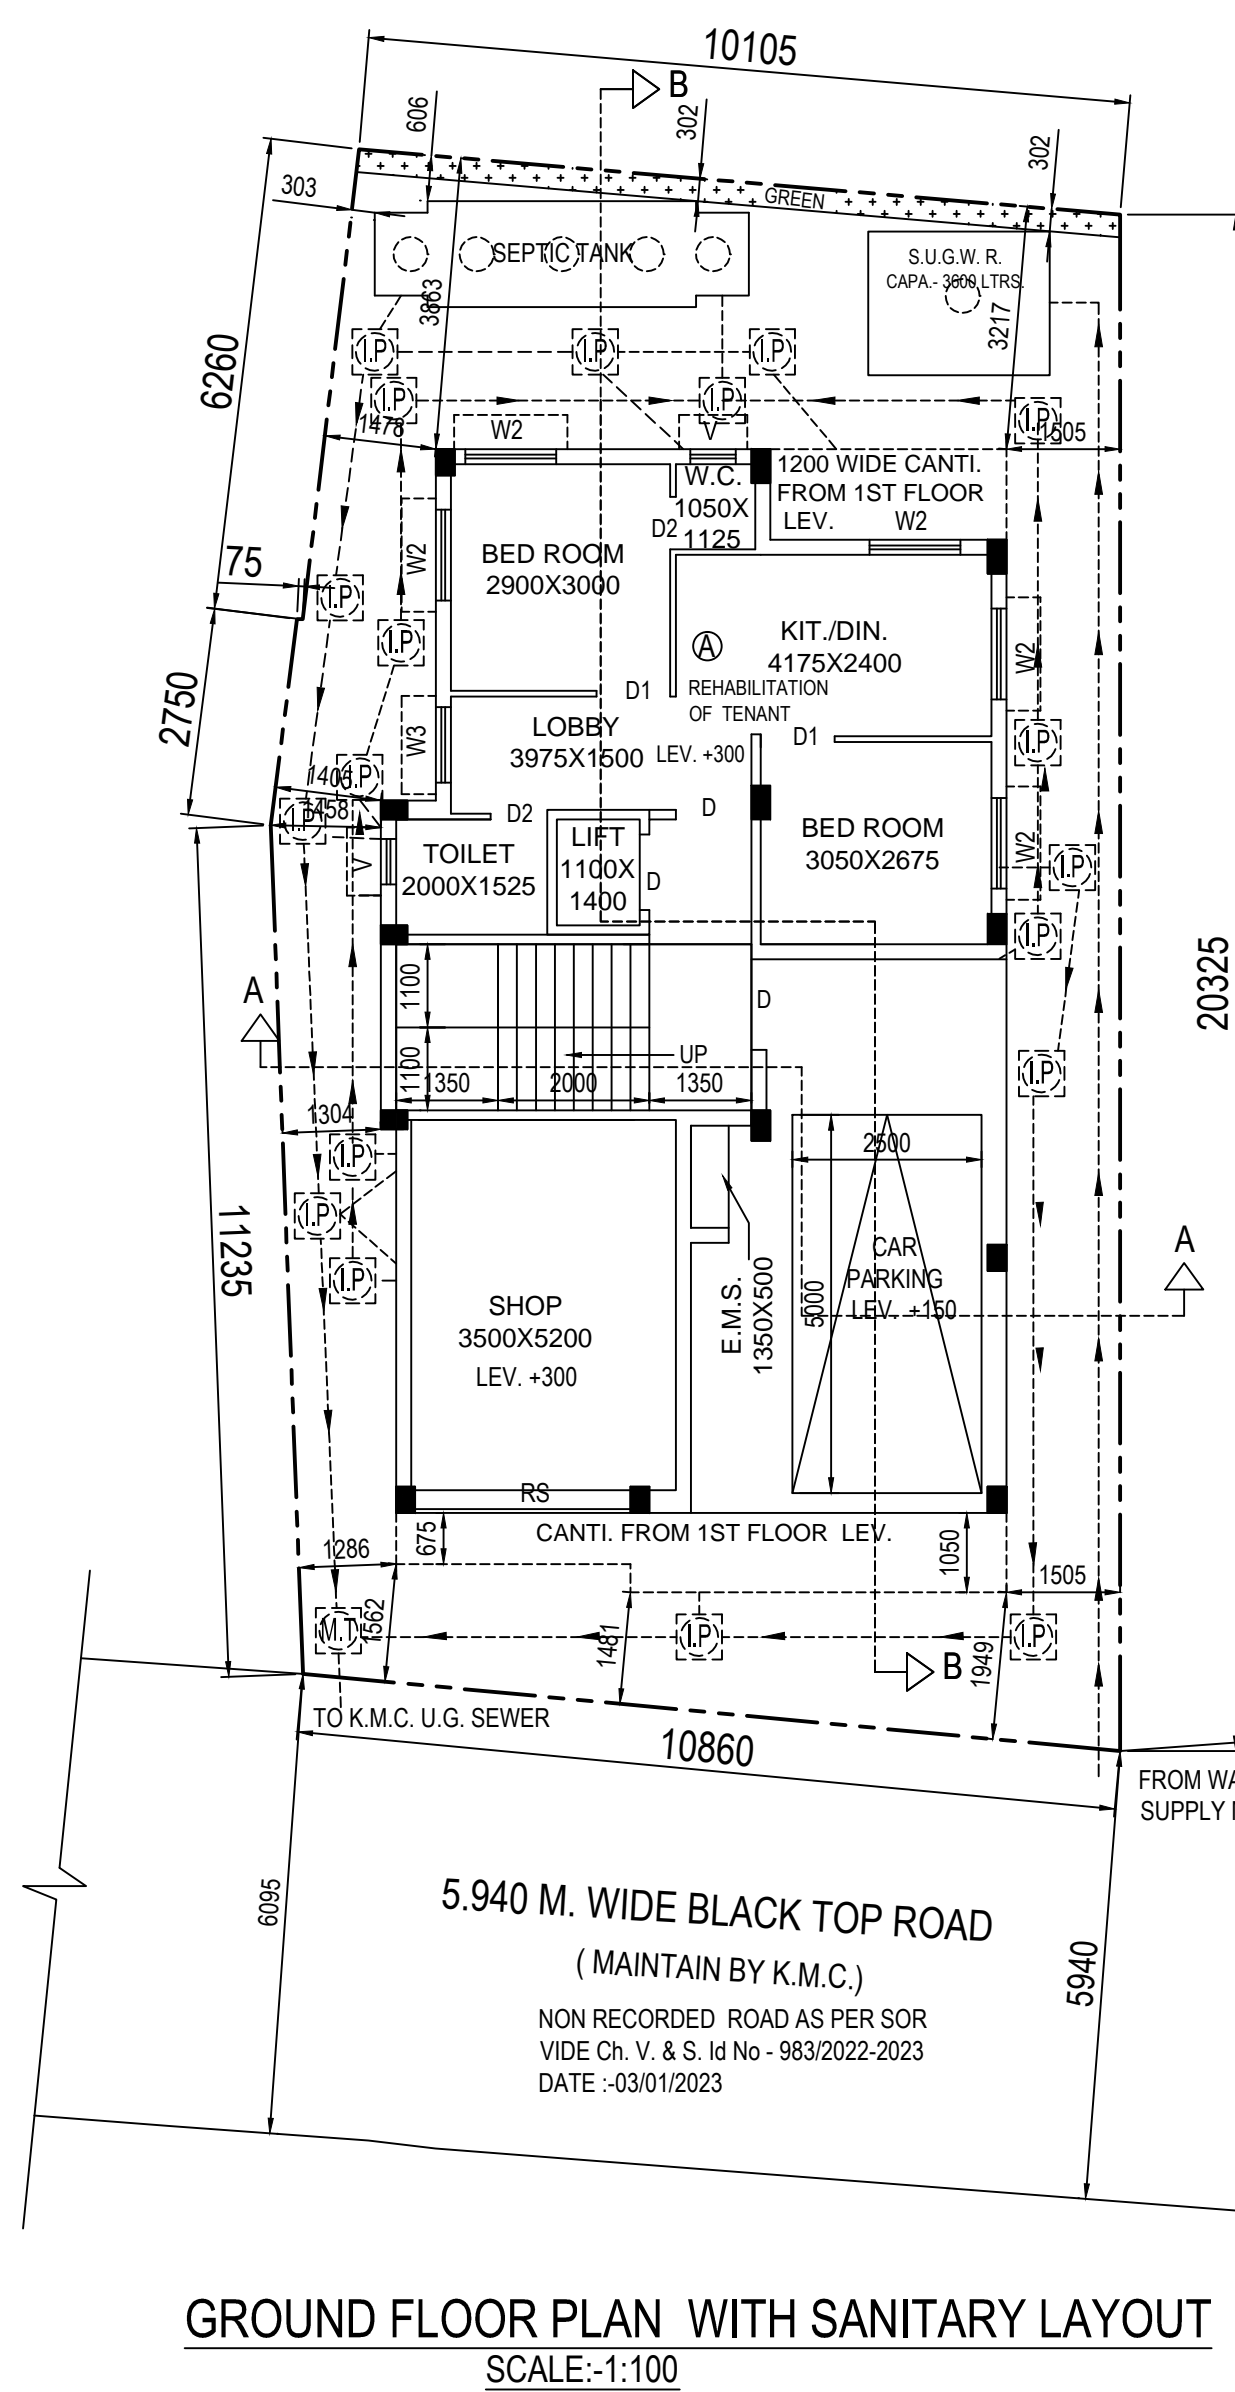 10105
B
606
302
302
303
GREEN
SEPTIC TANK
S.U.G.W. R.
CAPA.- 3600 LTRS.
3863
3217
6260
I.P
I.P
I.P
I.P
I.P
I.P
1478
W2
V
1505
W.C.
1050X
1125
1200 WIDE CANTI.
FROM 1ST FLOOR
LEV.
W2
D2
BED ROOM
2900X3000
W2
75
I.P
I.P
KIT./DIN.
4175X2400
A
W2
REHABILITATION
OF TENANT
D1
2750
LOBBY
3975X1500
LEV. +300
D1
W3
I.P
I.P
1405
1458
I.P
D2
D
LIFT
1100X
1400
BED ROOM
3050X2675
W2
I.P
V
TOILET
2000X1525
D
I.P
20325
A
1100
D
1100
UP
1350
2000
1350
I.P
1304
I.P
2500
I.P
11235
CAR
PARKING
LEV. +150
A
I.P
5000
E.M.S.
1350X500
SHOP
3500X5200
LEV. +300
RS
CANTI. FROM 1ST FLOOR LEV.
675
1050
1286
1505
M.T
1562
1481
I.P
I.P
1949
B
TO K.M.C. U.G. SEWER
10860
FROM WA
SUPPLY
6095
5.940 M. WIDE BLACK TOP ROAD
( MAINTAIN BY K.M.C.)
5940
NON RECORDED ROAD AS PER SOR
VIDE Ch. V. & S. Id No - 983/2022-2023
DATE :-03/01/2023
GROUND FLOOR PLAN WITH SANITARY LAYOUT
SCALE:-1:100